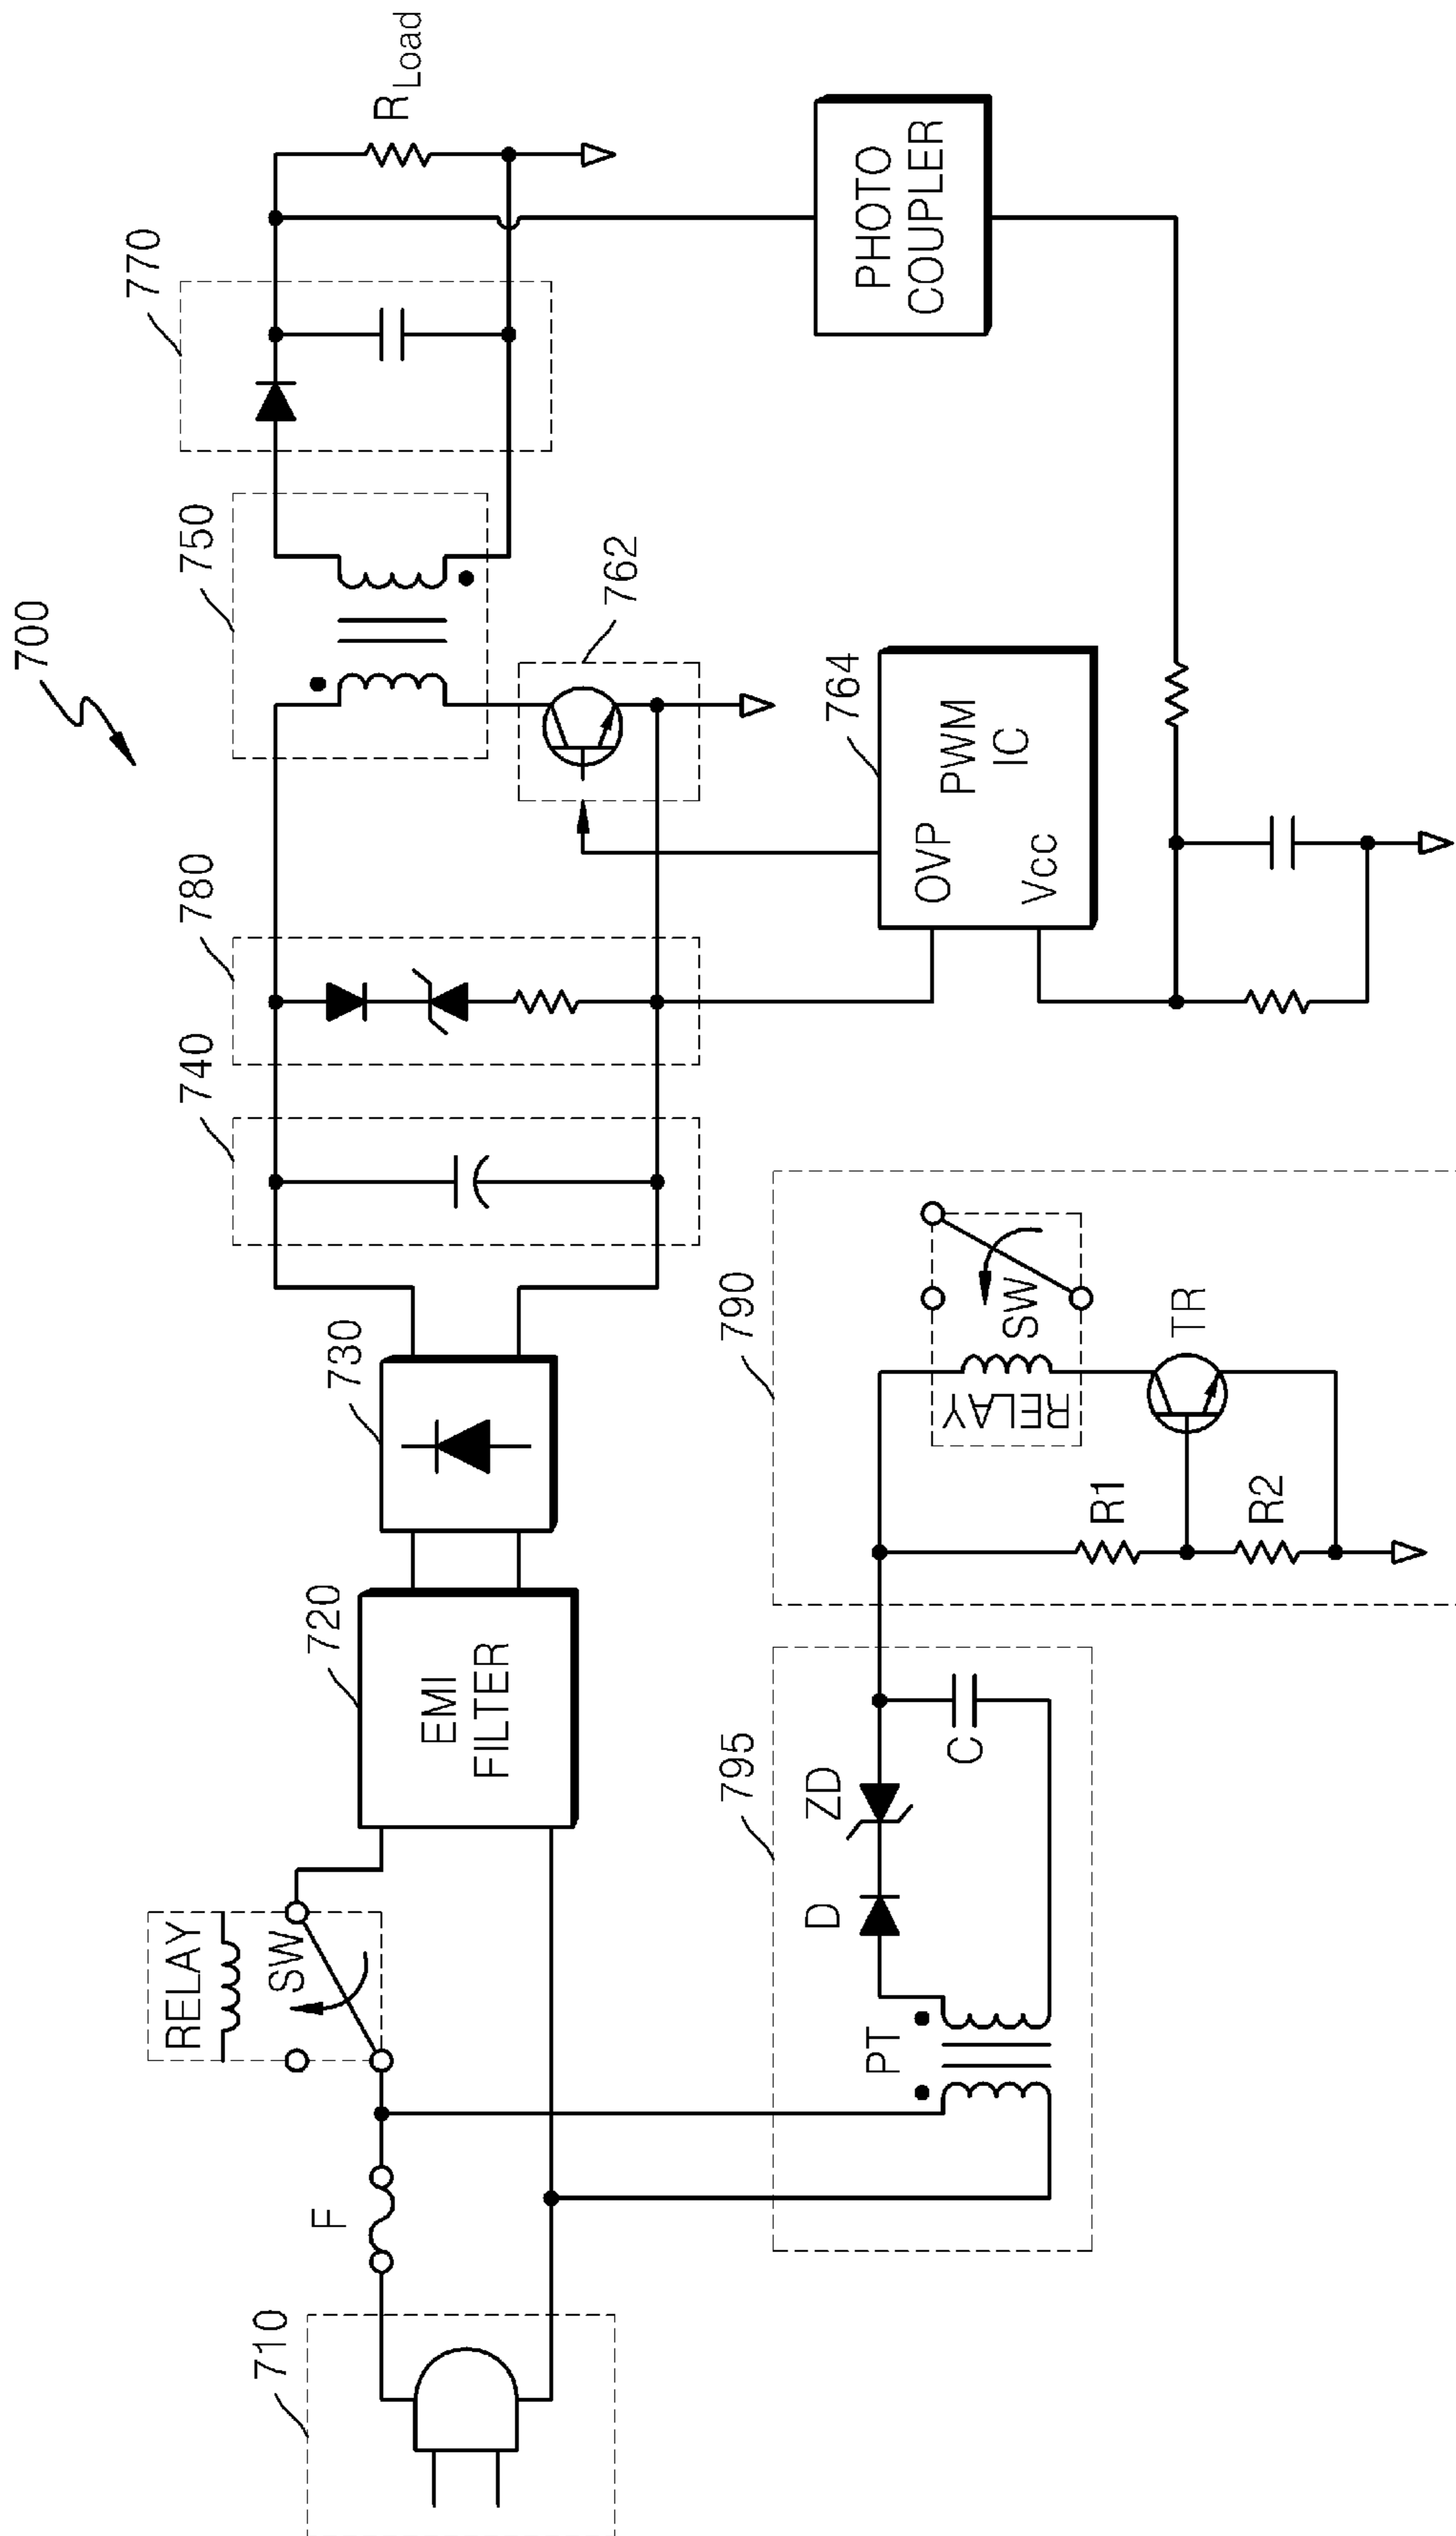 700
710
F
RELAY
SW
720
EMI
FILTER
730
740
780
750
770
R Load
762
764
OVP
PWM
IC
Vcc
PHOTO
COUPLER
795
PT
D
ZD
C
790
RELAY
SW
R1
R2
TR